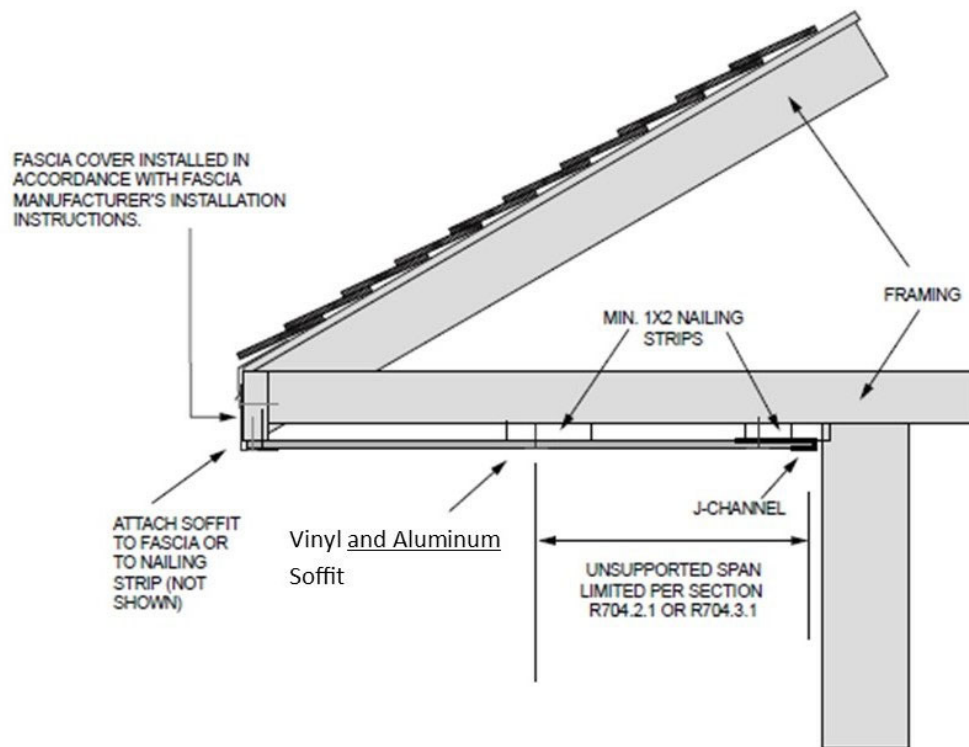 FASCIA COVER INSTALLED IN
ACCORDANCE WITH FASCIA
MANUFACTURER'S INSTALLATION
INSTRUCTIONS.
FRAMING
MIN. 1X2 NAILING
STRIPS
J-CHANNEL
ATTACH SOFFIT
TO FASCIA OR
TO NAILING
STRIP (NOT
SHOWN)
Vinyl and Aluminum
Soffit
UNSUPPORTED SPAN
LIMITED PER SECTION
R704.2.1 OR R704.3.1